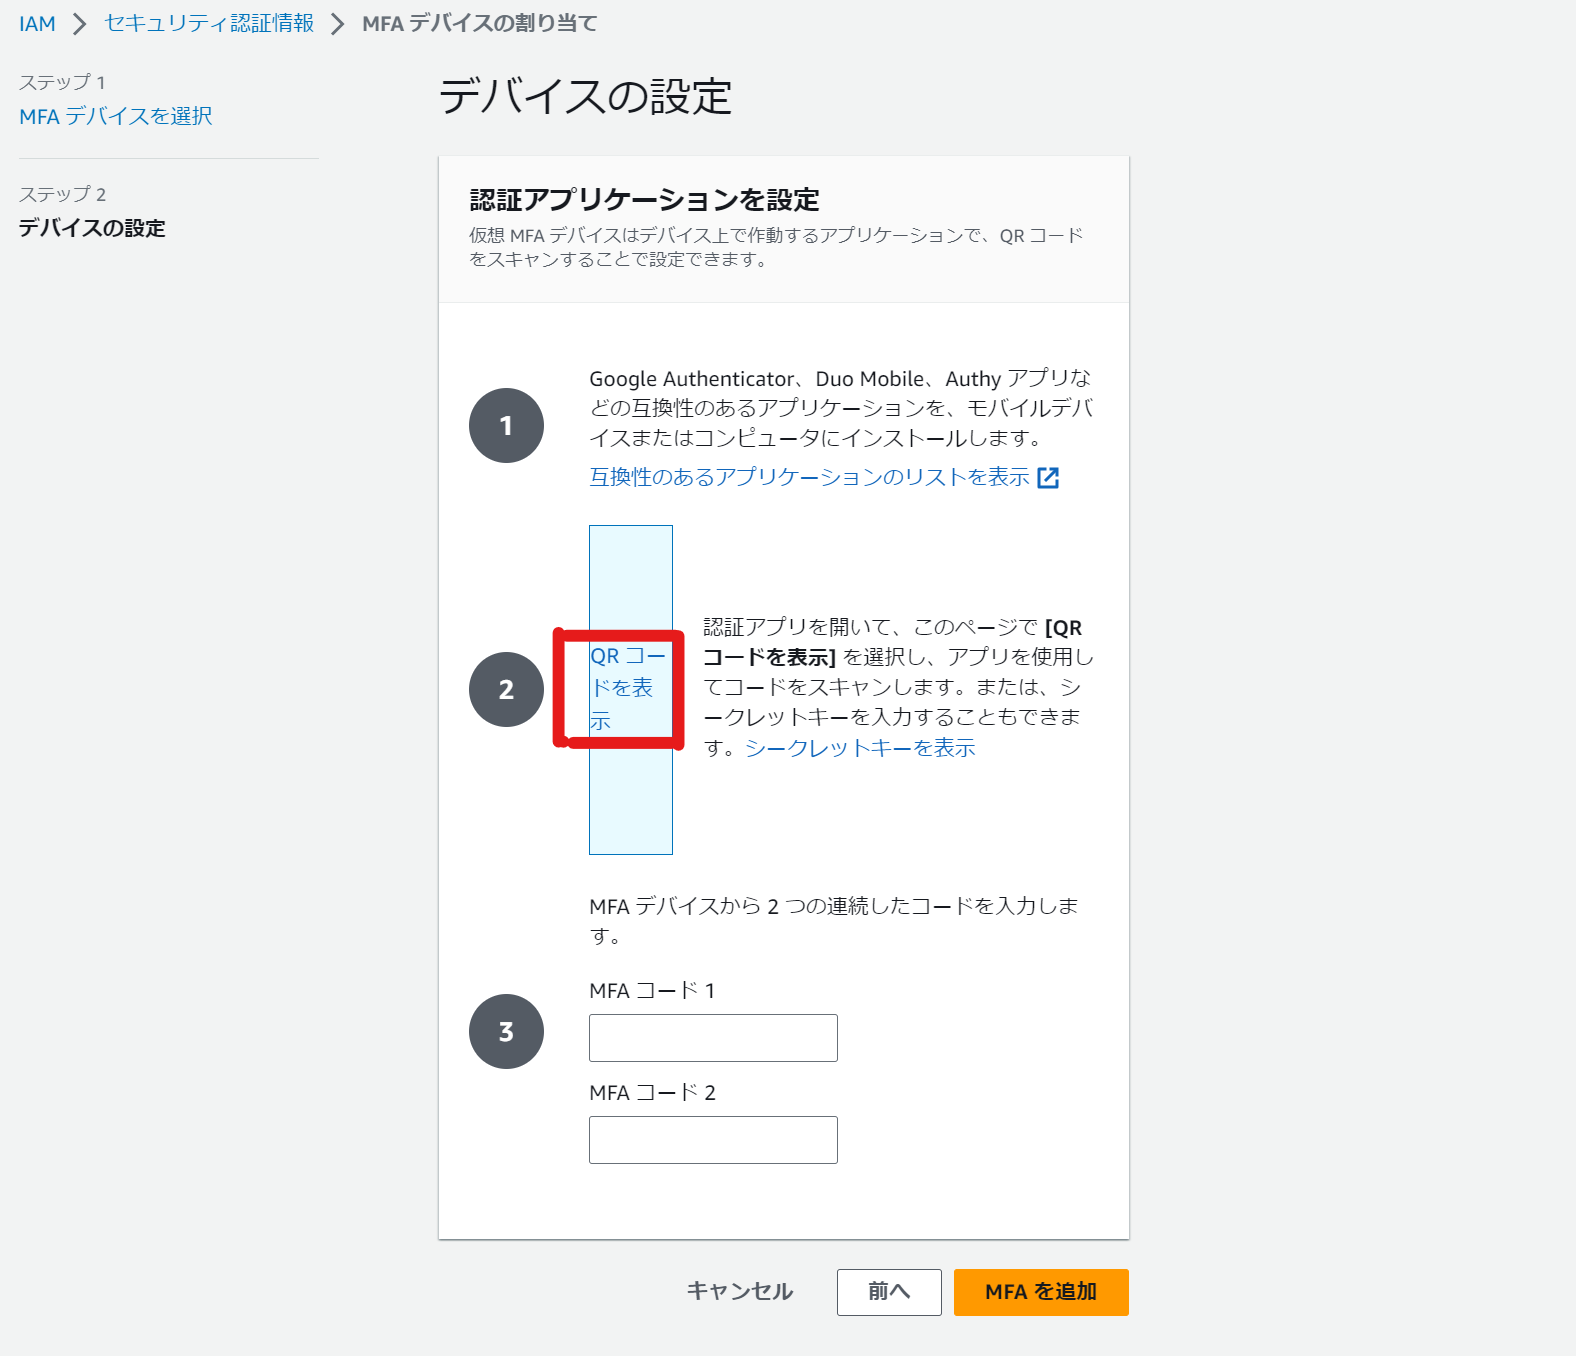 IAM > セキュリティ認証情報 > MFA デバイスの割り当て
ステップ 1
MFA デバイスを選択
ステップ 2
デバイスの設定
デバイスの設定
認証アプリケーションを設定
仮想 MFA デバイスはデバイス上で作動するアプリケーションで、QR コード
をスキャンすることで設定できます。
1
Google Authenticator、Duo Mobile、Authy アプリな
どの互換性のあるアプリケーションを、モバイルデバ
イスまたはコンピュータにインストールします。
互換性のあるアプリケーションのリストを表示
2
QR コー
ドを表
示
認証アプリを開いて、このページで [QR
コードを表示] を選択し、アプリを使用し
てコードをスキャンします。または、シ
ークレットキーを入力することもできま
す。シークレットキーを表示
3
MFA デバイスから 2 つの連続したコードを入力しま
す。
MFA コード 1
MFA コード 2
キャンセル
前へ
MFA を追加